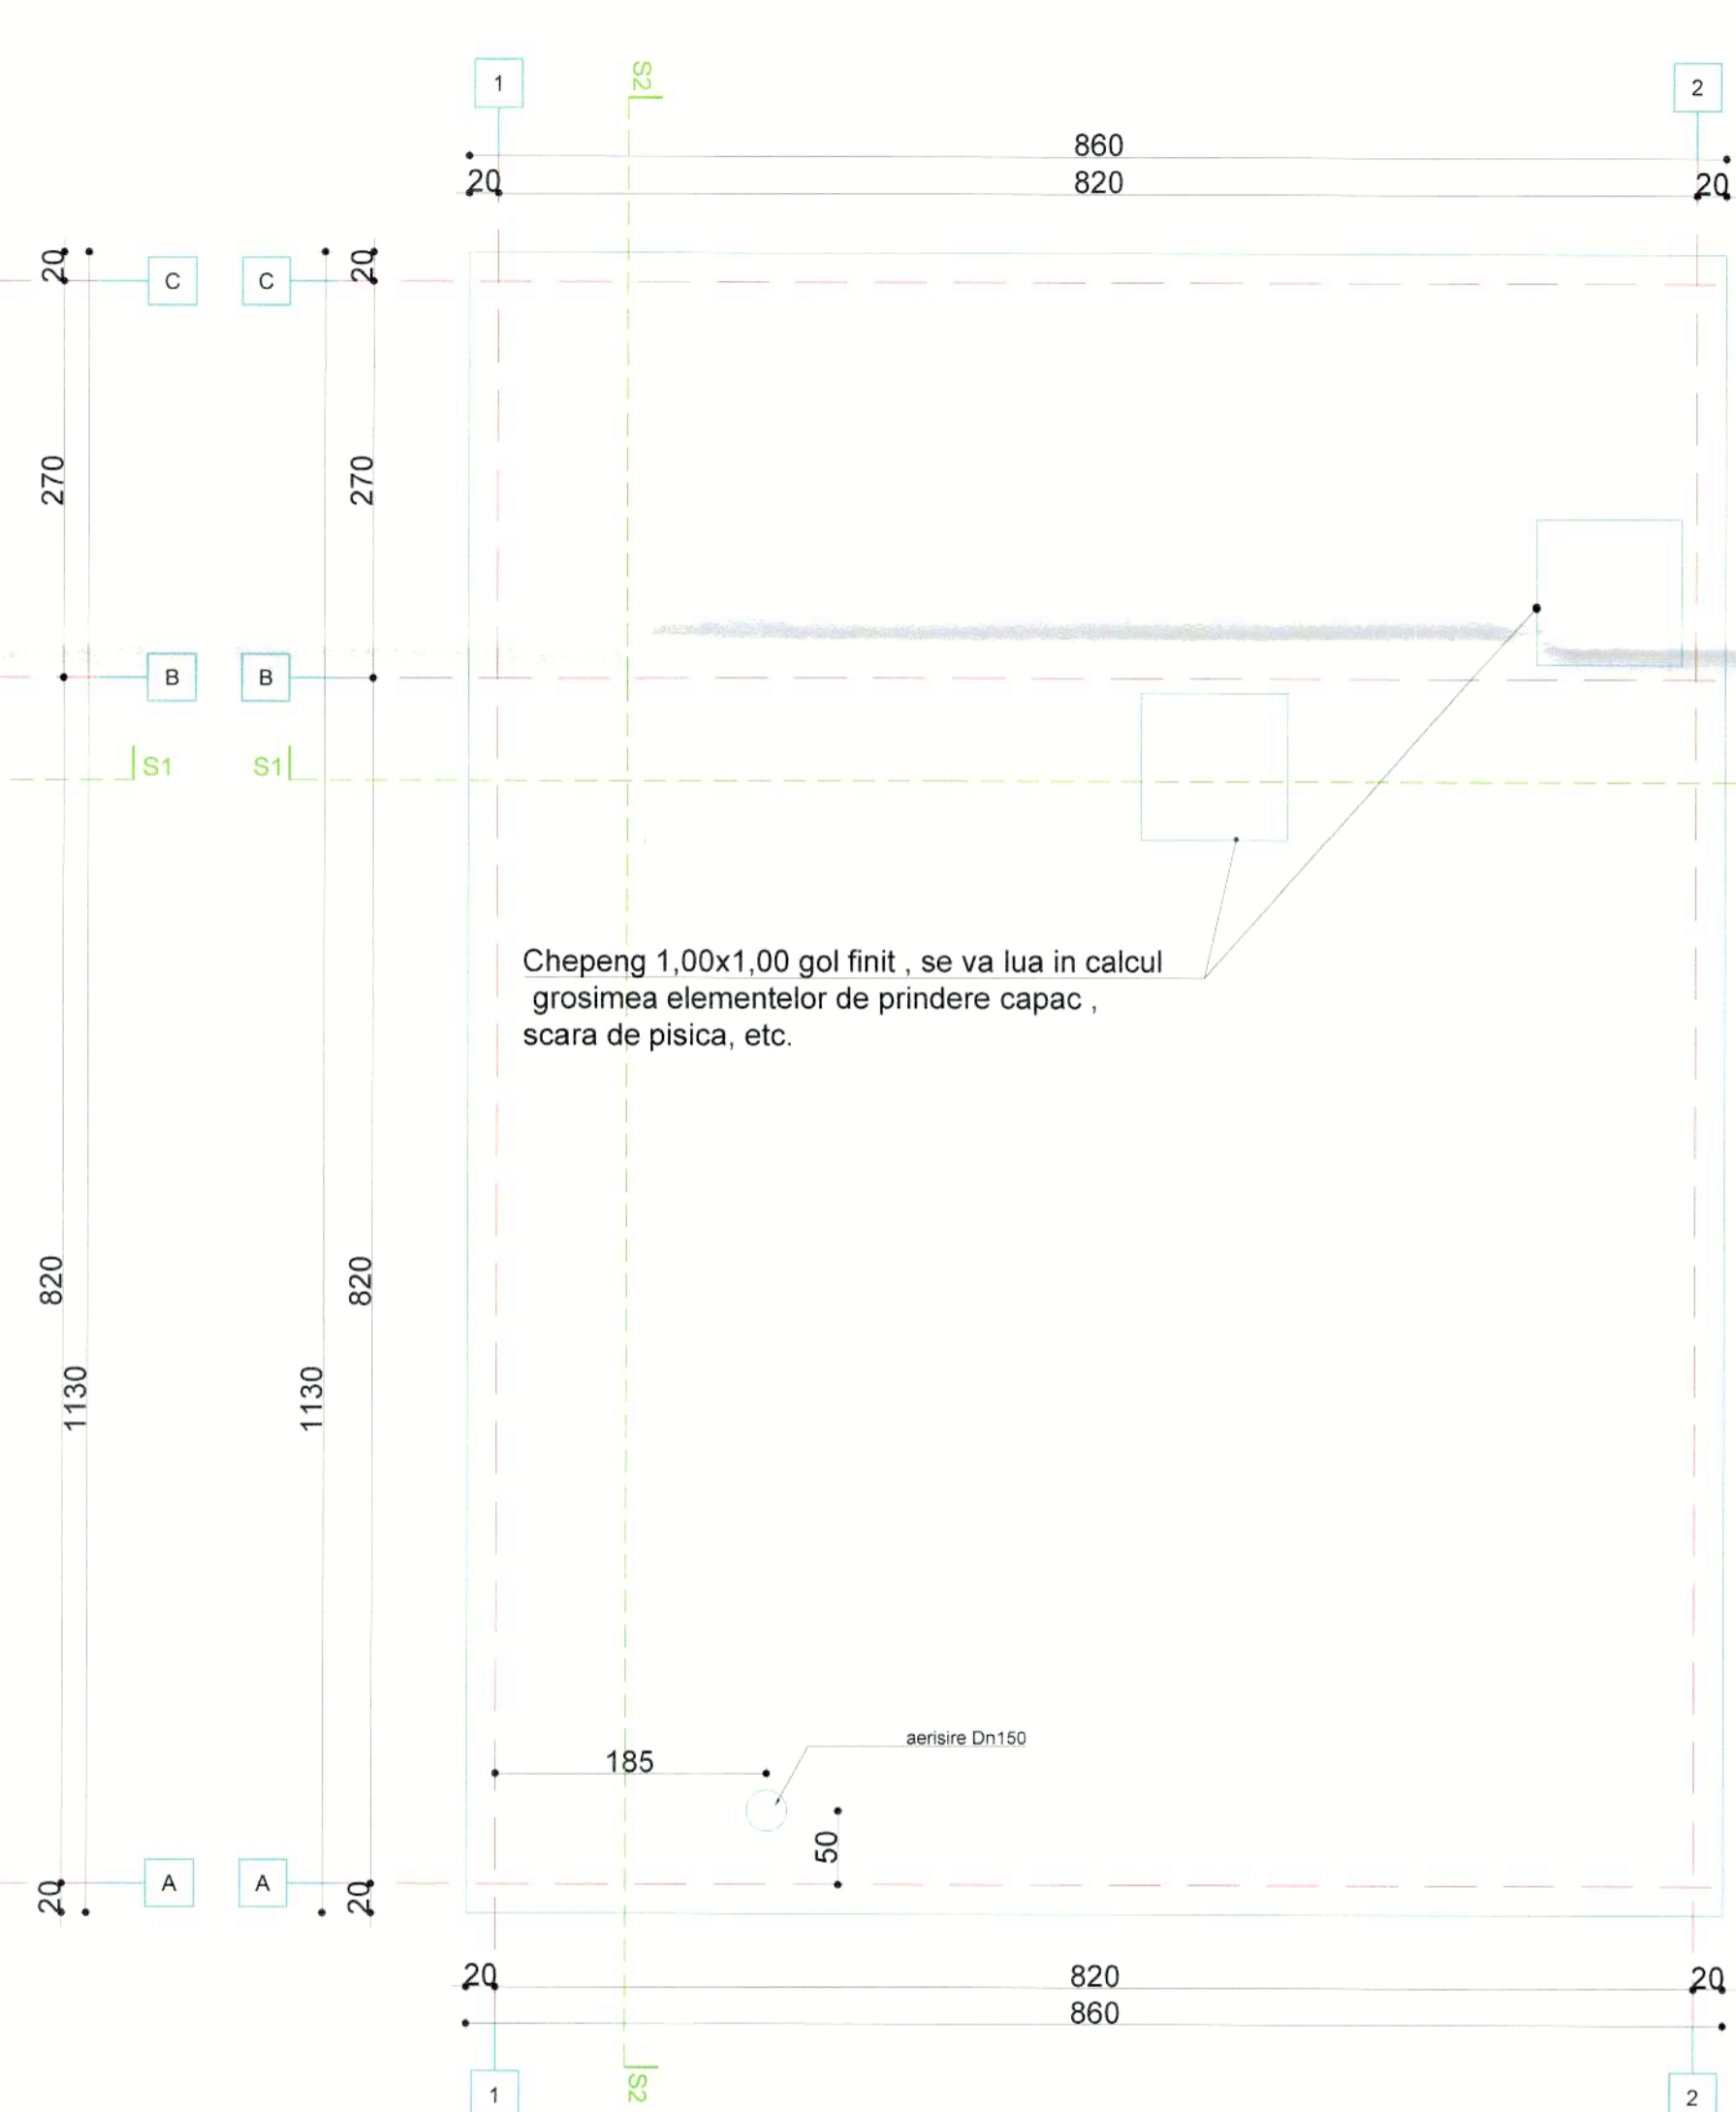 1
S2
2
860
20
820
20
20
C
C
20
270
270
B
B
S1
S1
Chepeng 1,00x1,00 gol finit , se va lua in calcul
grosimea elementelor de prindere capac ,
scara de pisica, etc.
820
820
1130
1130
aerisire Dn150
185
50
20
A
A
20
20
820
20
860
1
S2
2